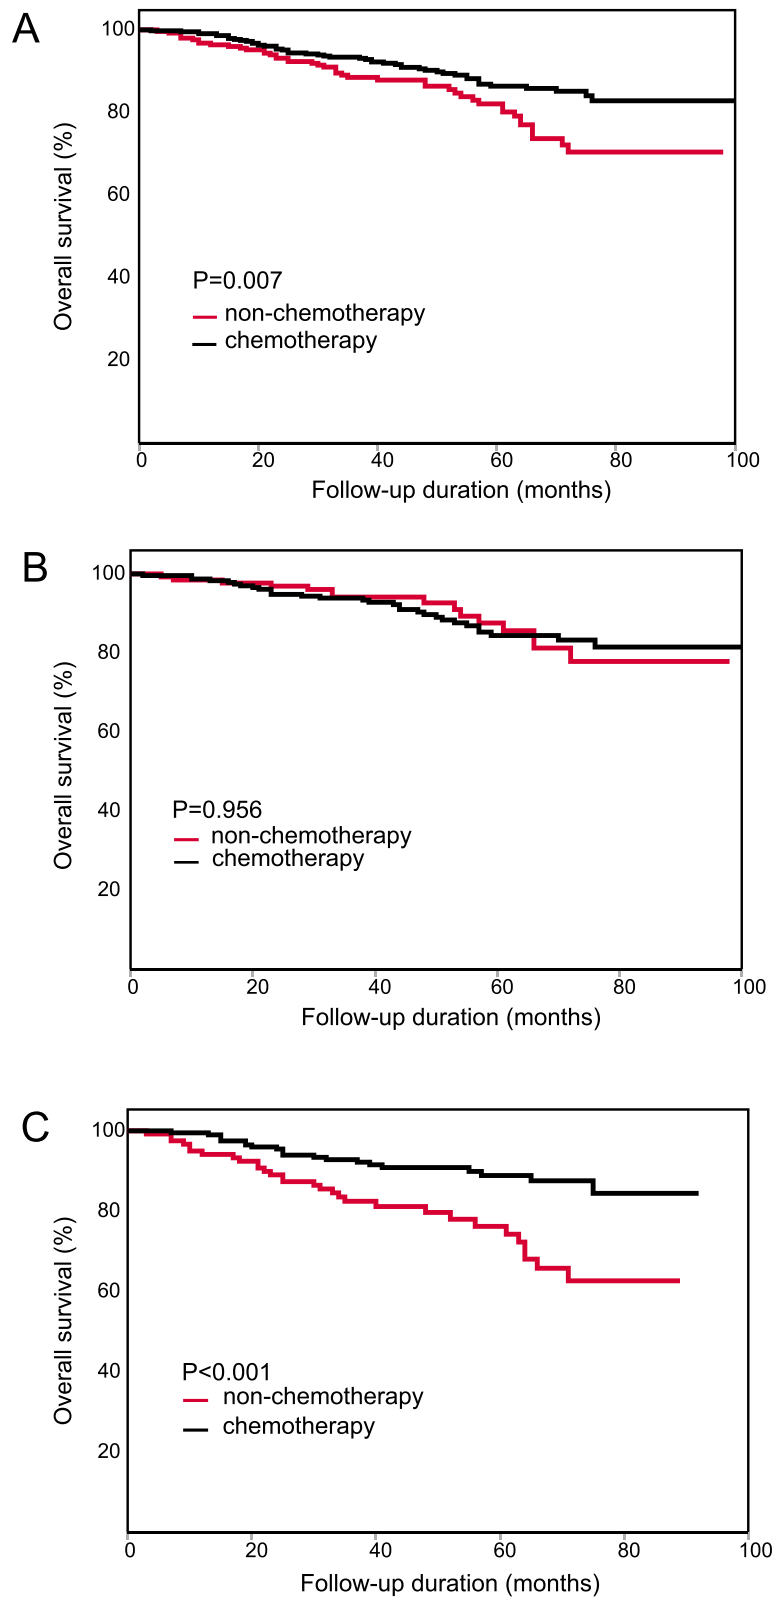 A
100
80
60
40
20
Overall survival (%)
P=0.007
non-chemotherapy
chemotherapy
0 20 40 60 80 100
Follow-up duration (months)
B
100
80
60
40
20
Overall survival (%)
P=0.956
non-chemotherapy
chemotherapy
0 20 40 60 80 100
Follow-up duration (months)
C
100
80
60
40
20
Overall survival (%)
P<0.001
non-chemotherapy
chemotherapy
0 20 40 60 80 100
Follow-up duration (months)